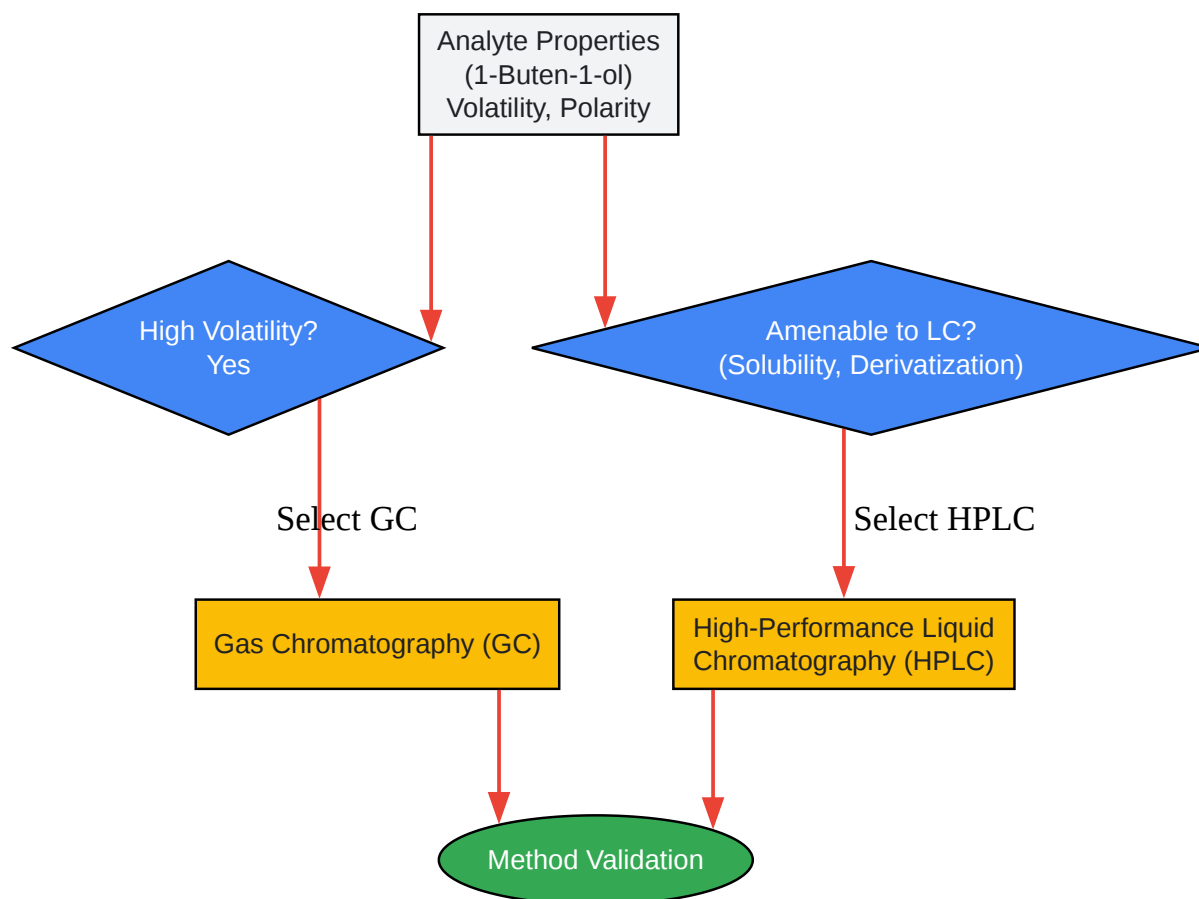 Analyte Properties
(1-Buten-1-ol)
Volatility, Polarity
High Volatility?
Yes
Amenable to LC?
(Solubility, Derivatization)
Select GC
Select HPLC
Gas Chromatography (GC)
High-Performance Liquid
Chromatography (HPLC)
Method Validation